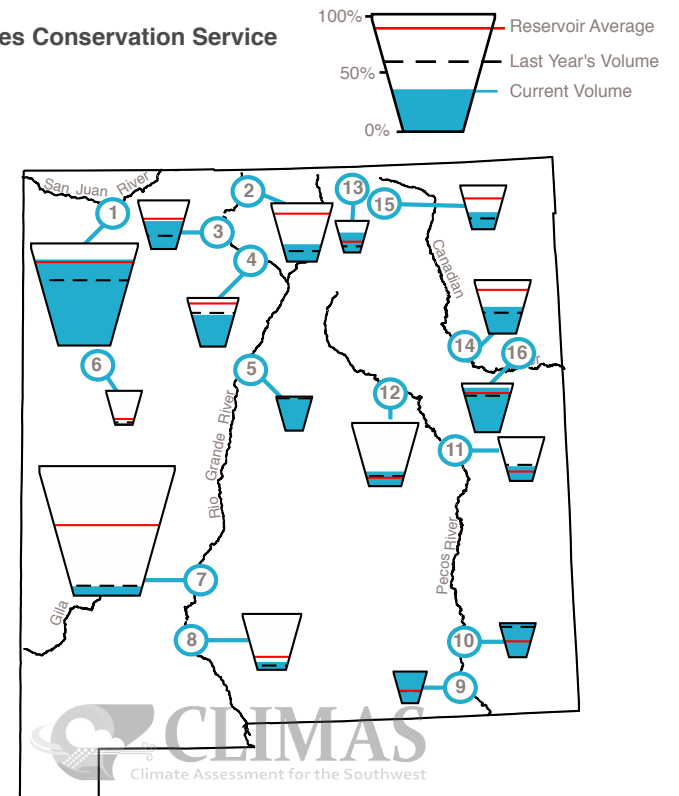 es Conservation Service
100%
50%
0%
Reservoir Average
Last Year's Volume
Current Volume
San Juan River
1
2
3
4
13
15
Canadian
14
16
er
5
6
12
11
Rio Grande River
Pecos River
7
Gila
8
10
9
CLIMAS
Climate Assessment for the Southwest